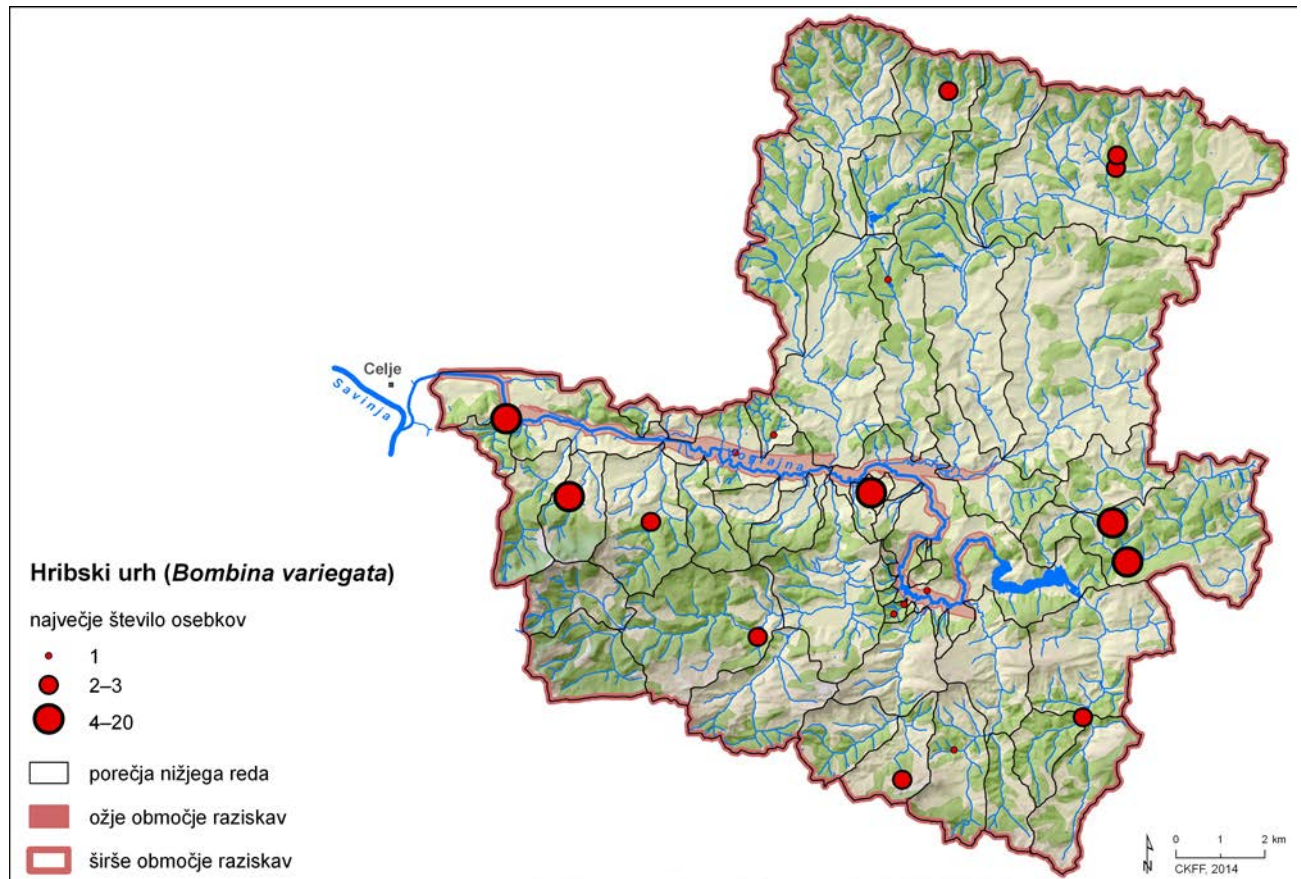 Celje
Savinja
Voglajna
Hribski urh (Bombina variegata)
največje število osebkov
1
2–3
4–20
porečja nižjega reda
ožje območje raziskav
širše območje raziskav
0 1 2 km
N
CKFF, 2014